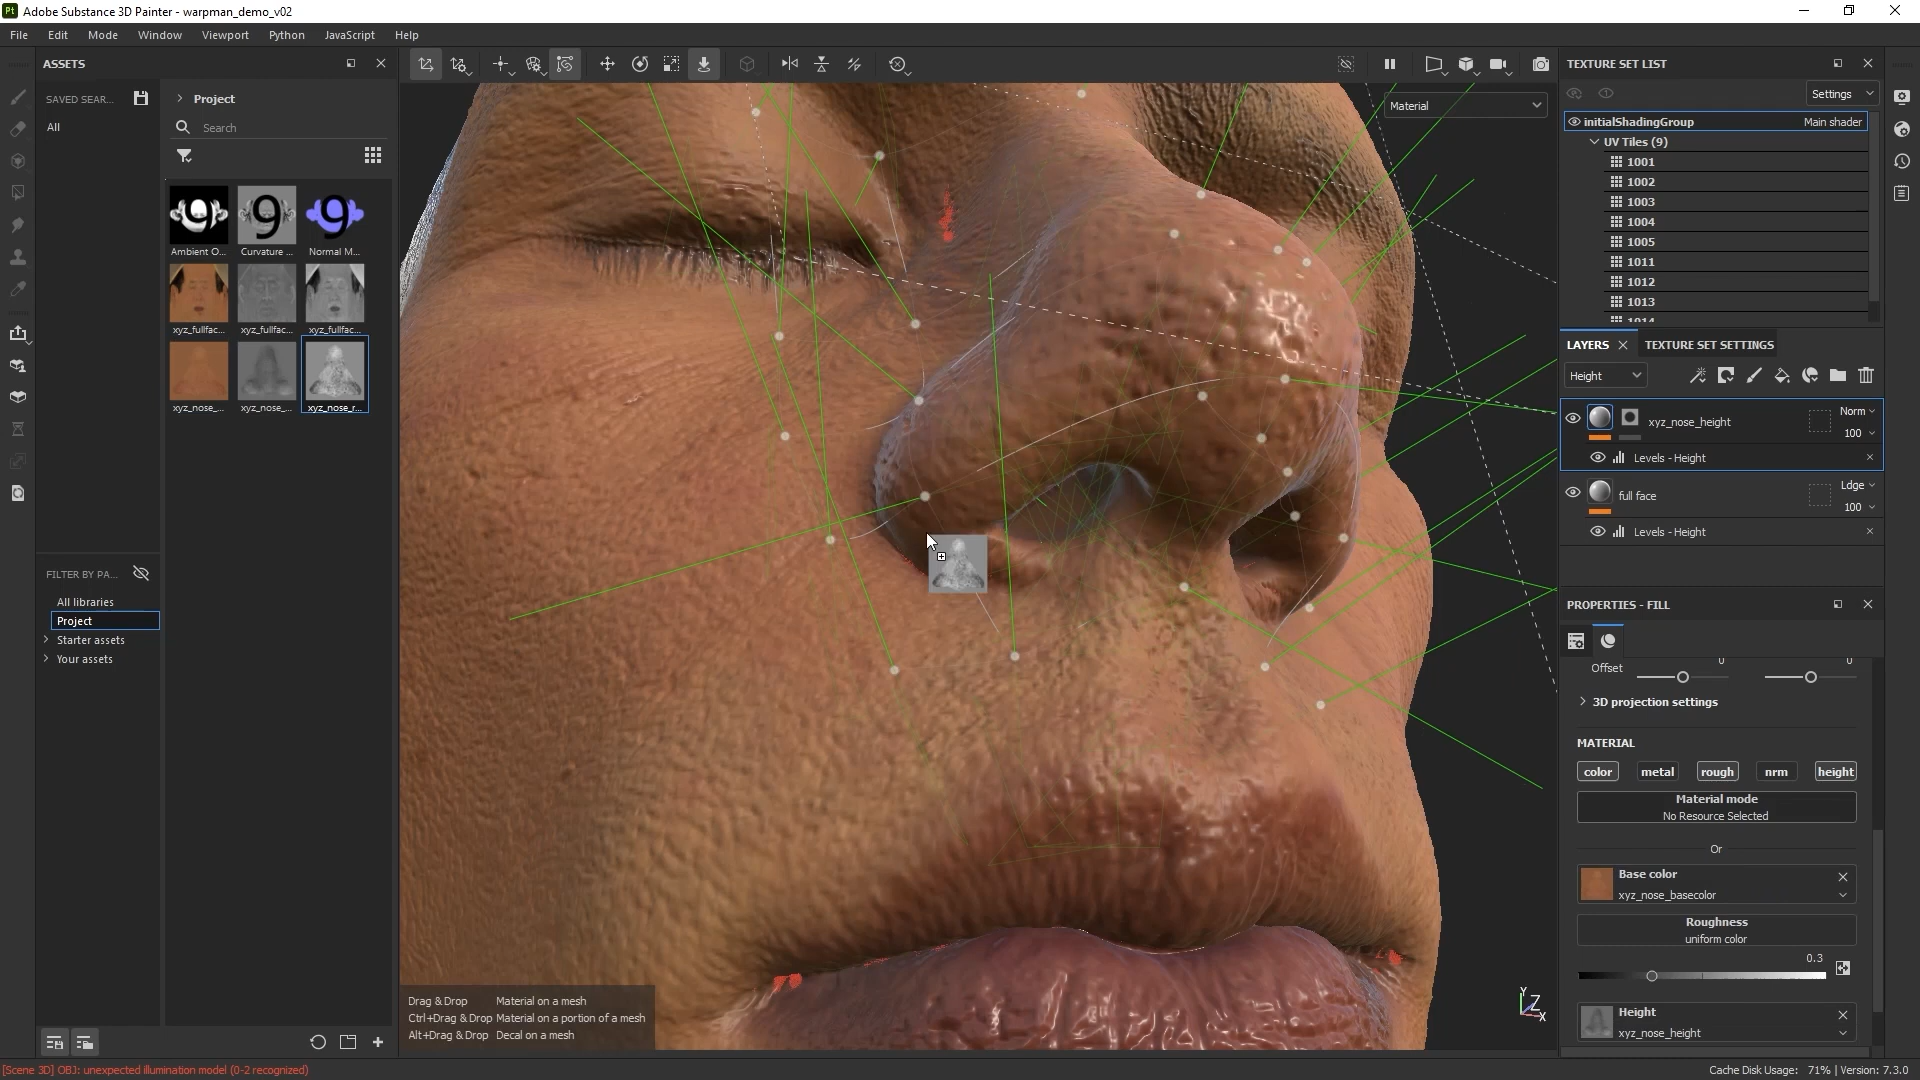 Adobe Substance 3D Painter - warpman_demo_v02
File Edit Mode Window Viewport Python JavaScript Help
ASSETS
SAVED SEAR...
All
Project
Search
Ambient O... Curvature ... Normal M...
xyz_fullfac... xyz_fullfac... xyz_fullfac...
xyz_nose_... xyz_nose_... xyz_nose_r...
FILTER BY PA...
All libraries
Project
Starter assets
Your assets
Material
Drag & Drop Material on a mesh
Ctrl+Drag & Drop Material on a portion of a mesh
Alt+Drag & Drop Decal on a mesh
Y
Z
X
TEXTURE SET LIST
Settings
initialShadingGroup Main shader
UV Tiles (9)
1001
1002
1003
1004
1005
1011
1012
1013
1014
LAYERS TEXTURE SET SETTINGS
Height
xyz_nose_height Norm
100
Levels - Height
full face Ldge
100
Levels - Height
PROPERTIES - FILL
Offset 0 0
3D projection settings
MATERIAL
color metal rough nrm height
Material mode
No Resource Selected
Or
Base color
xyz_nose_basecolor
Roughness
uniform color
0.3
Height
xyz_nose_height
[Scene 3D] OBJ: unexpected illumination model (0-2 recognized)
Cache Disk Usage: 71% | Version: 7.3.0